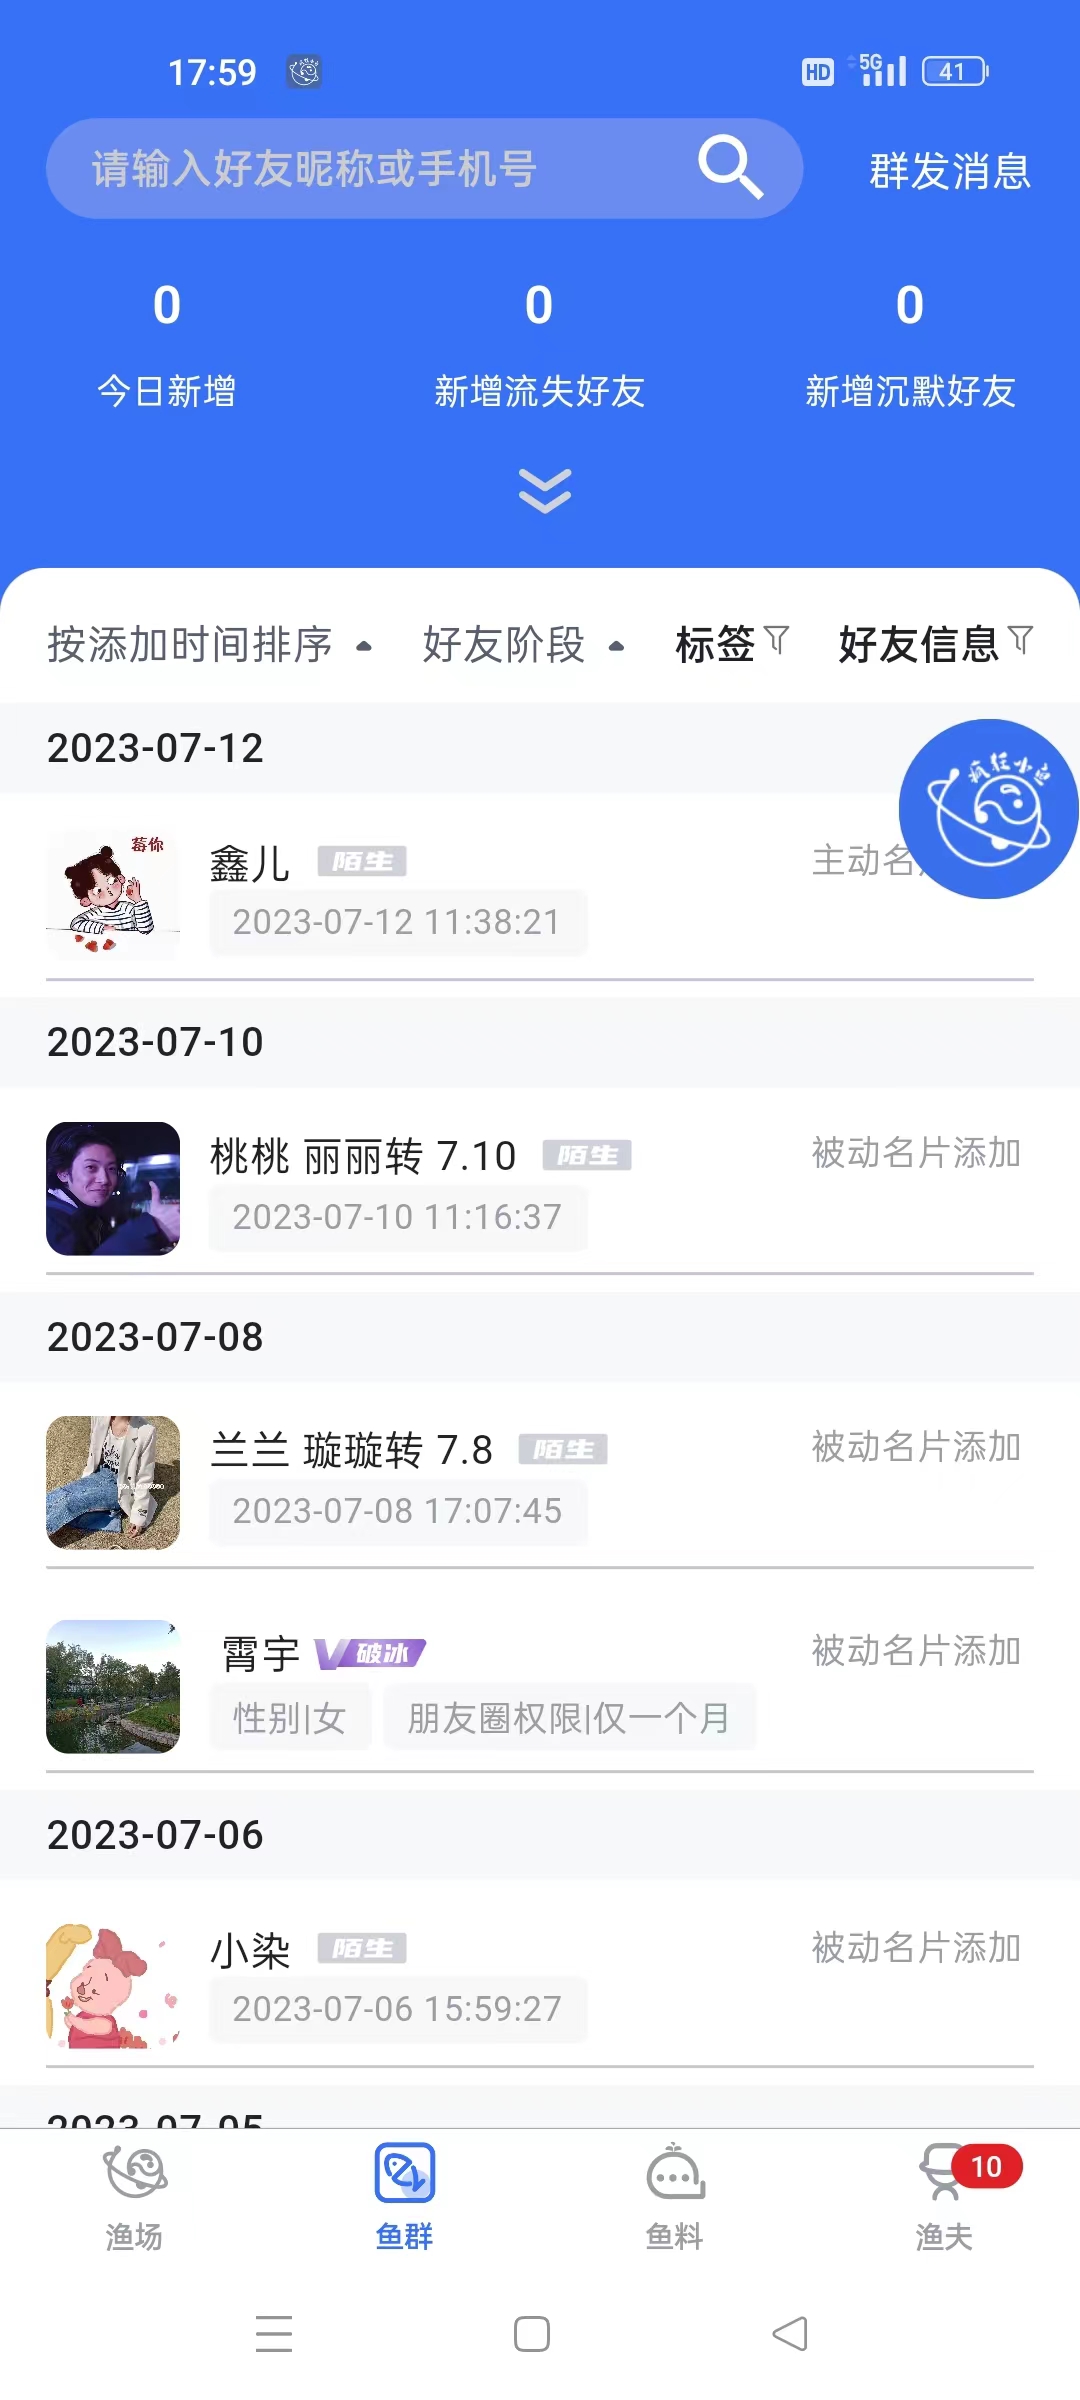 17:59
HD 5G 41
请输入好友昵称或手机号
群发消息
0 0 0
今日新增 新增流失好友 新增沉默好友
按添加时间排序 好友阶段 标签 好友信息
2023-07-12
疯狂小鱼
莓你
鑫儿 陌生 主动名
2023-07-12 11:38:21
2023-07-10
桃桃 丽丽转 7.10 陌生 被动名片添加
2023-07-10 11:16:37
2023-07-08
兰兰 璇璇转 7.8 陌生 被动名片添加
2023-07-08 17:07:45
霄宇 V破冰 被动名片添加
性别|女 朋友圈权限|仅一个月
2023-07-06
小染 陌生 被动名片添加
2023-07-06 15:59:27
2023-07-05
10
渔场 鱼群 鱼料 渔夫